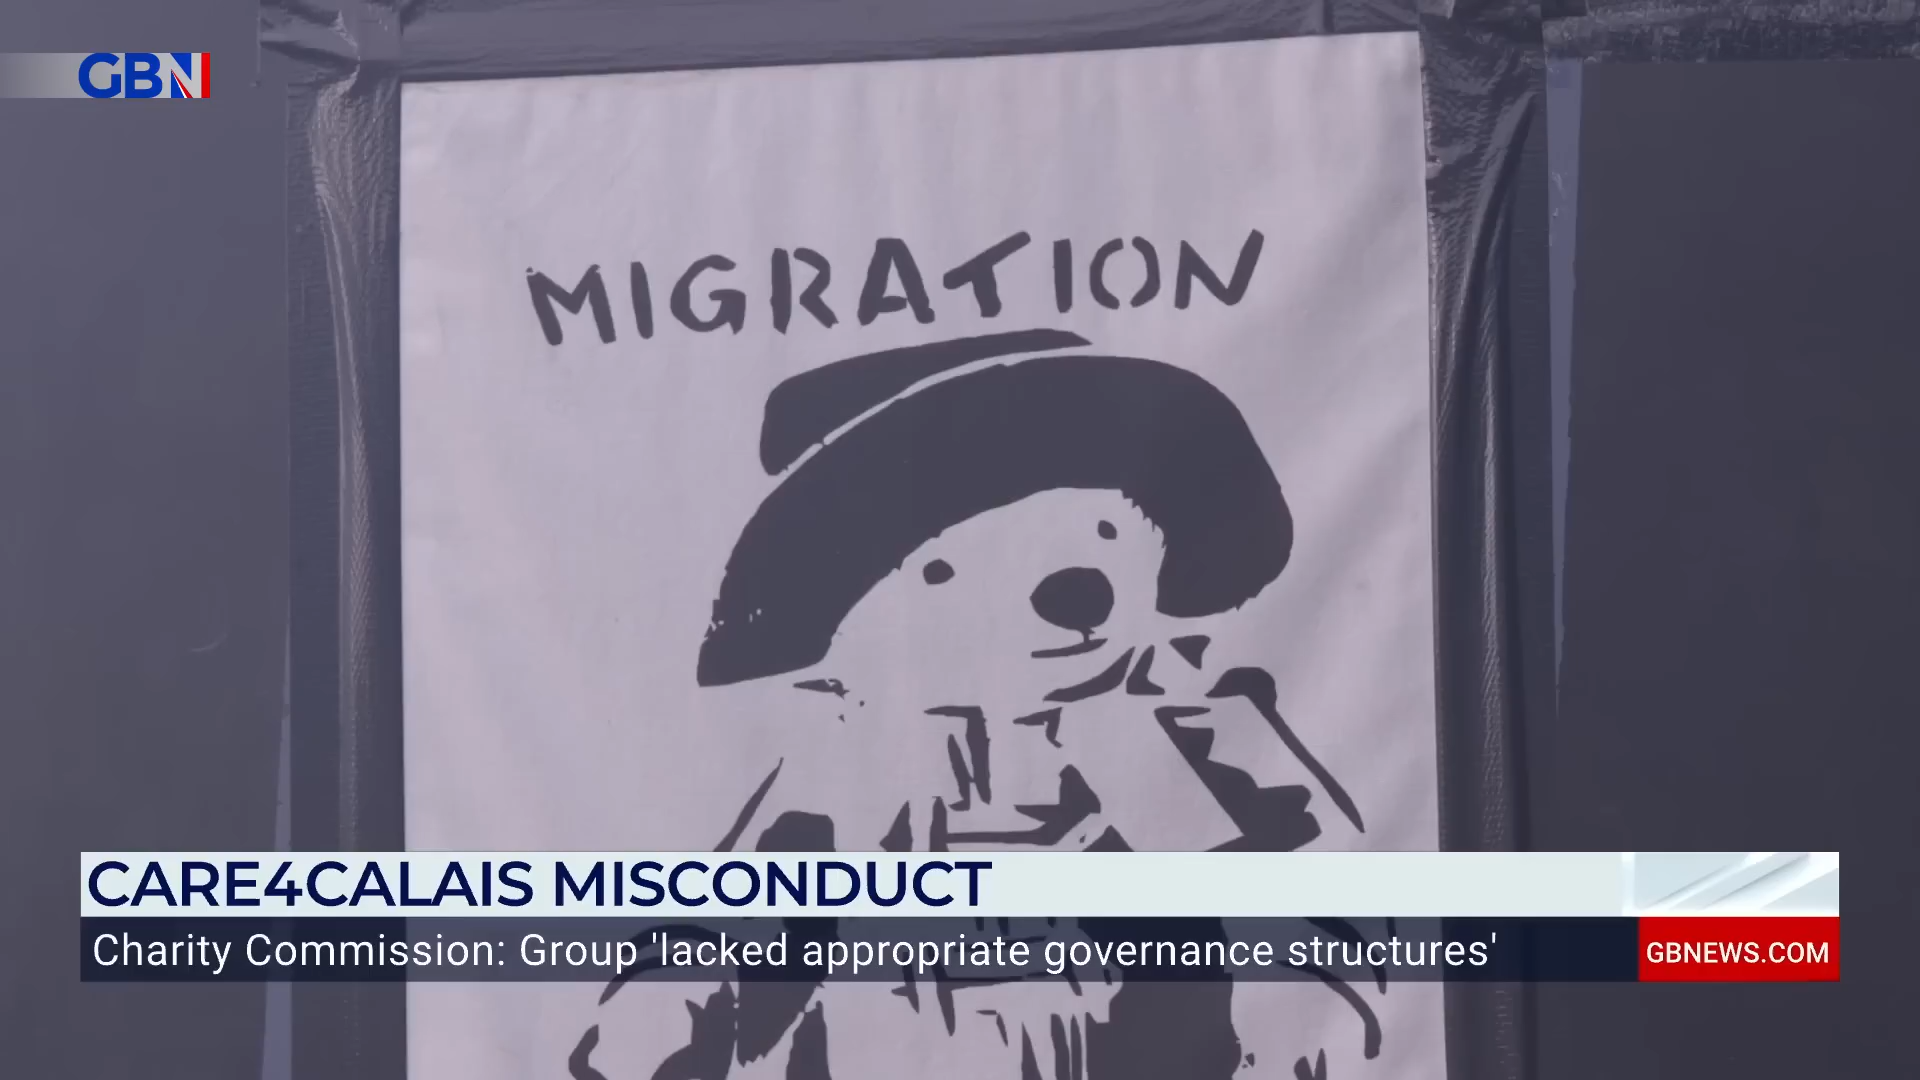 GBN
MIGRATION
CARE4CALAIS MISCONDUCT
Charity Commission: Group 'lacked appropriate governance structures'
GBNEWS.COM